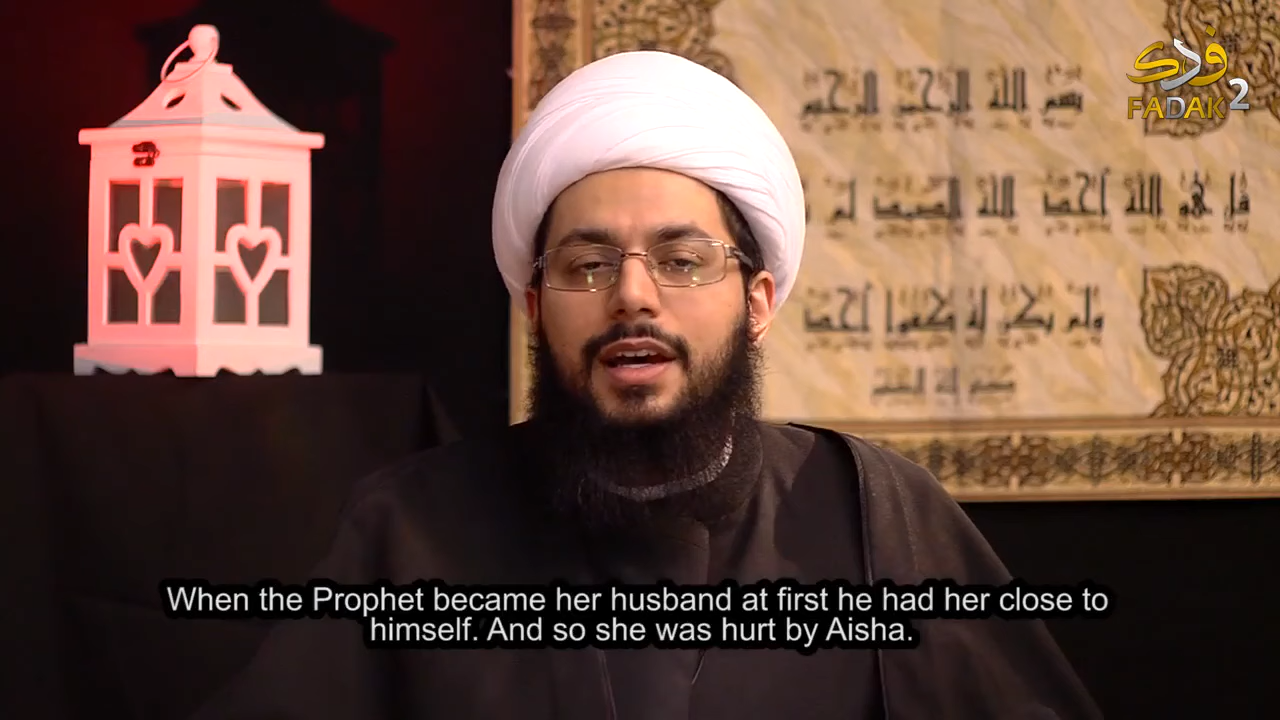 فدك
FADAK 2
بسم الله الرحمن الرحيم
قل هو الله أحد الله الصمد لم
ولم يكن له كفوا أحد
When the Prophet became her husband at first he had her close to
himself. And so she was hurt by Aisha.